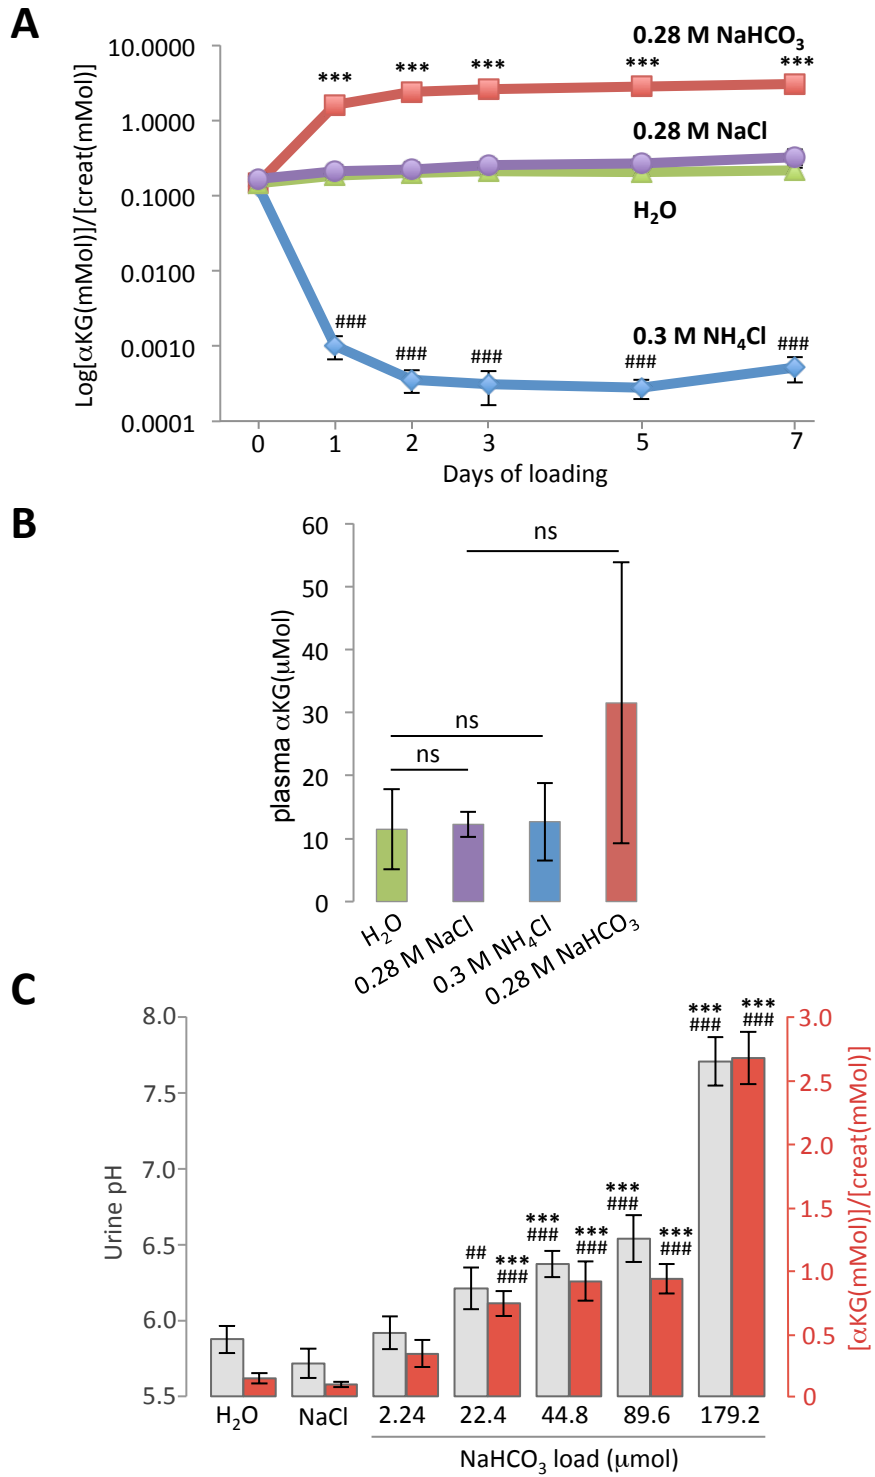 A
0.28 M NaHCO₃
10.0000
*** *** *** *** ***
1.0000
0.28 M NaCl
0.1000
H₂O
0.0100
0.3 M NH₄Cl
### ### ### ### ###
0.0010
0.0001
Log[αKG(mMol)]/[creat(mMol)]
0 1 2 3 5 7
Days of loading
B
60
ns
50
40
30
ns
20
ns
10
0
plasma αKG(μMol)
H₂O
0.28 M NaCl
0.3 M NH₄Cl
0.28 M NaHCO₃
C
8.0 3.0
*** ***
### ###
7.5 2.5
2.0
7.0
1.5
***
###
6.5
## *** *** *** ***
### ### ### ###
1.0
6.0
0.5
5.5 0
Urine pH
[αKG(mMol)]/[creat(mMol)]
H₂O NaCl 2.24 22.4 44.8 89.6 179.2
NaHCO₃ load (μmol)